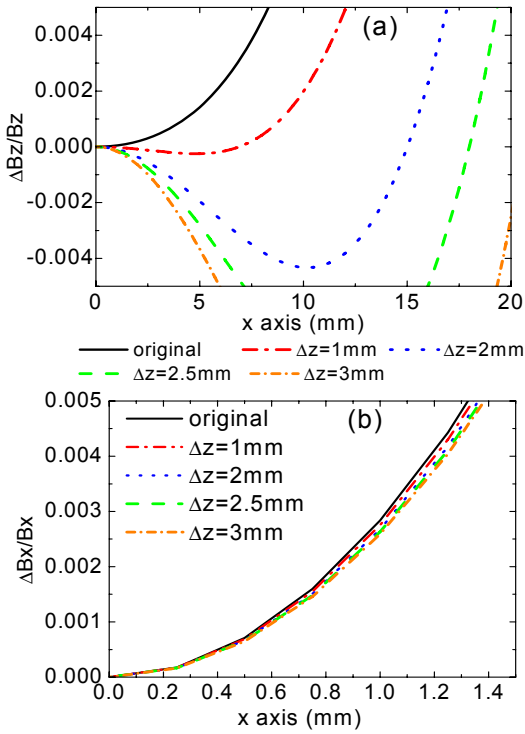 (a)
0.004
0.002
0.000
-0.002
-0.004
ΔBz/Bz
0 5 10 15 20
x axis (mm)
original Δz=1mm Δz=2mm
Δz=2.5mm Δz=3mm
(b)
0.005
0.004
0.003
0.002
0.001
0.000
ΔBx/Bx
original
Δz=1mm
Δz=2mm
Δz=2.5mm
Δz=3mm
0.0 0.2 0.4 0.6 0.8 1.0 1.2 1.4
x axis (mm)